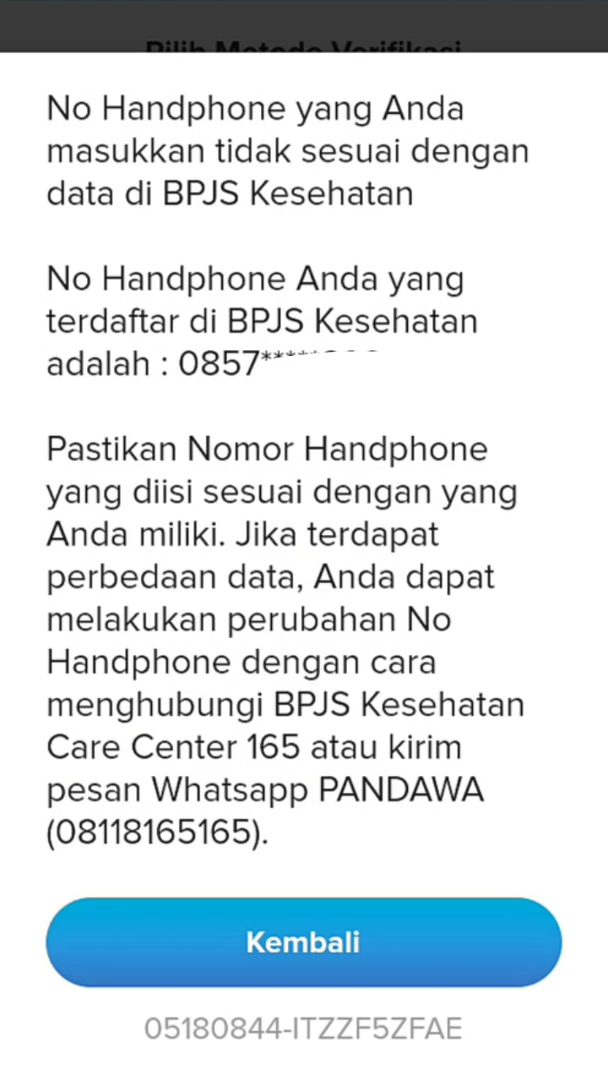 Pilih Metode Verifikasi
No Handphone yang Anda
masukkan tidak sesuai dengan
data di BPJS Kesehatan
No Handphone Anda yang
terdaftar di BPJS Kesehatan
adalah : 0857*****
Pastikan Nomor Handphone
yang diisi sesuai dengan yang
Anda miliki. Jika terdapat
perbedaan data, Anda dapat
melakukan perubahan No
Handphone dengan cara
menghubungi BPJS Kesehatan
Care Center 165 atau kirim
pesan Whatsapp PANDAWA
(08118165165).
Kembali
05180844-ITZZF5ZFAE